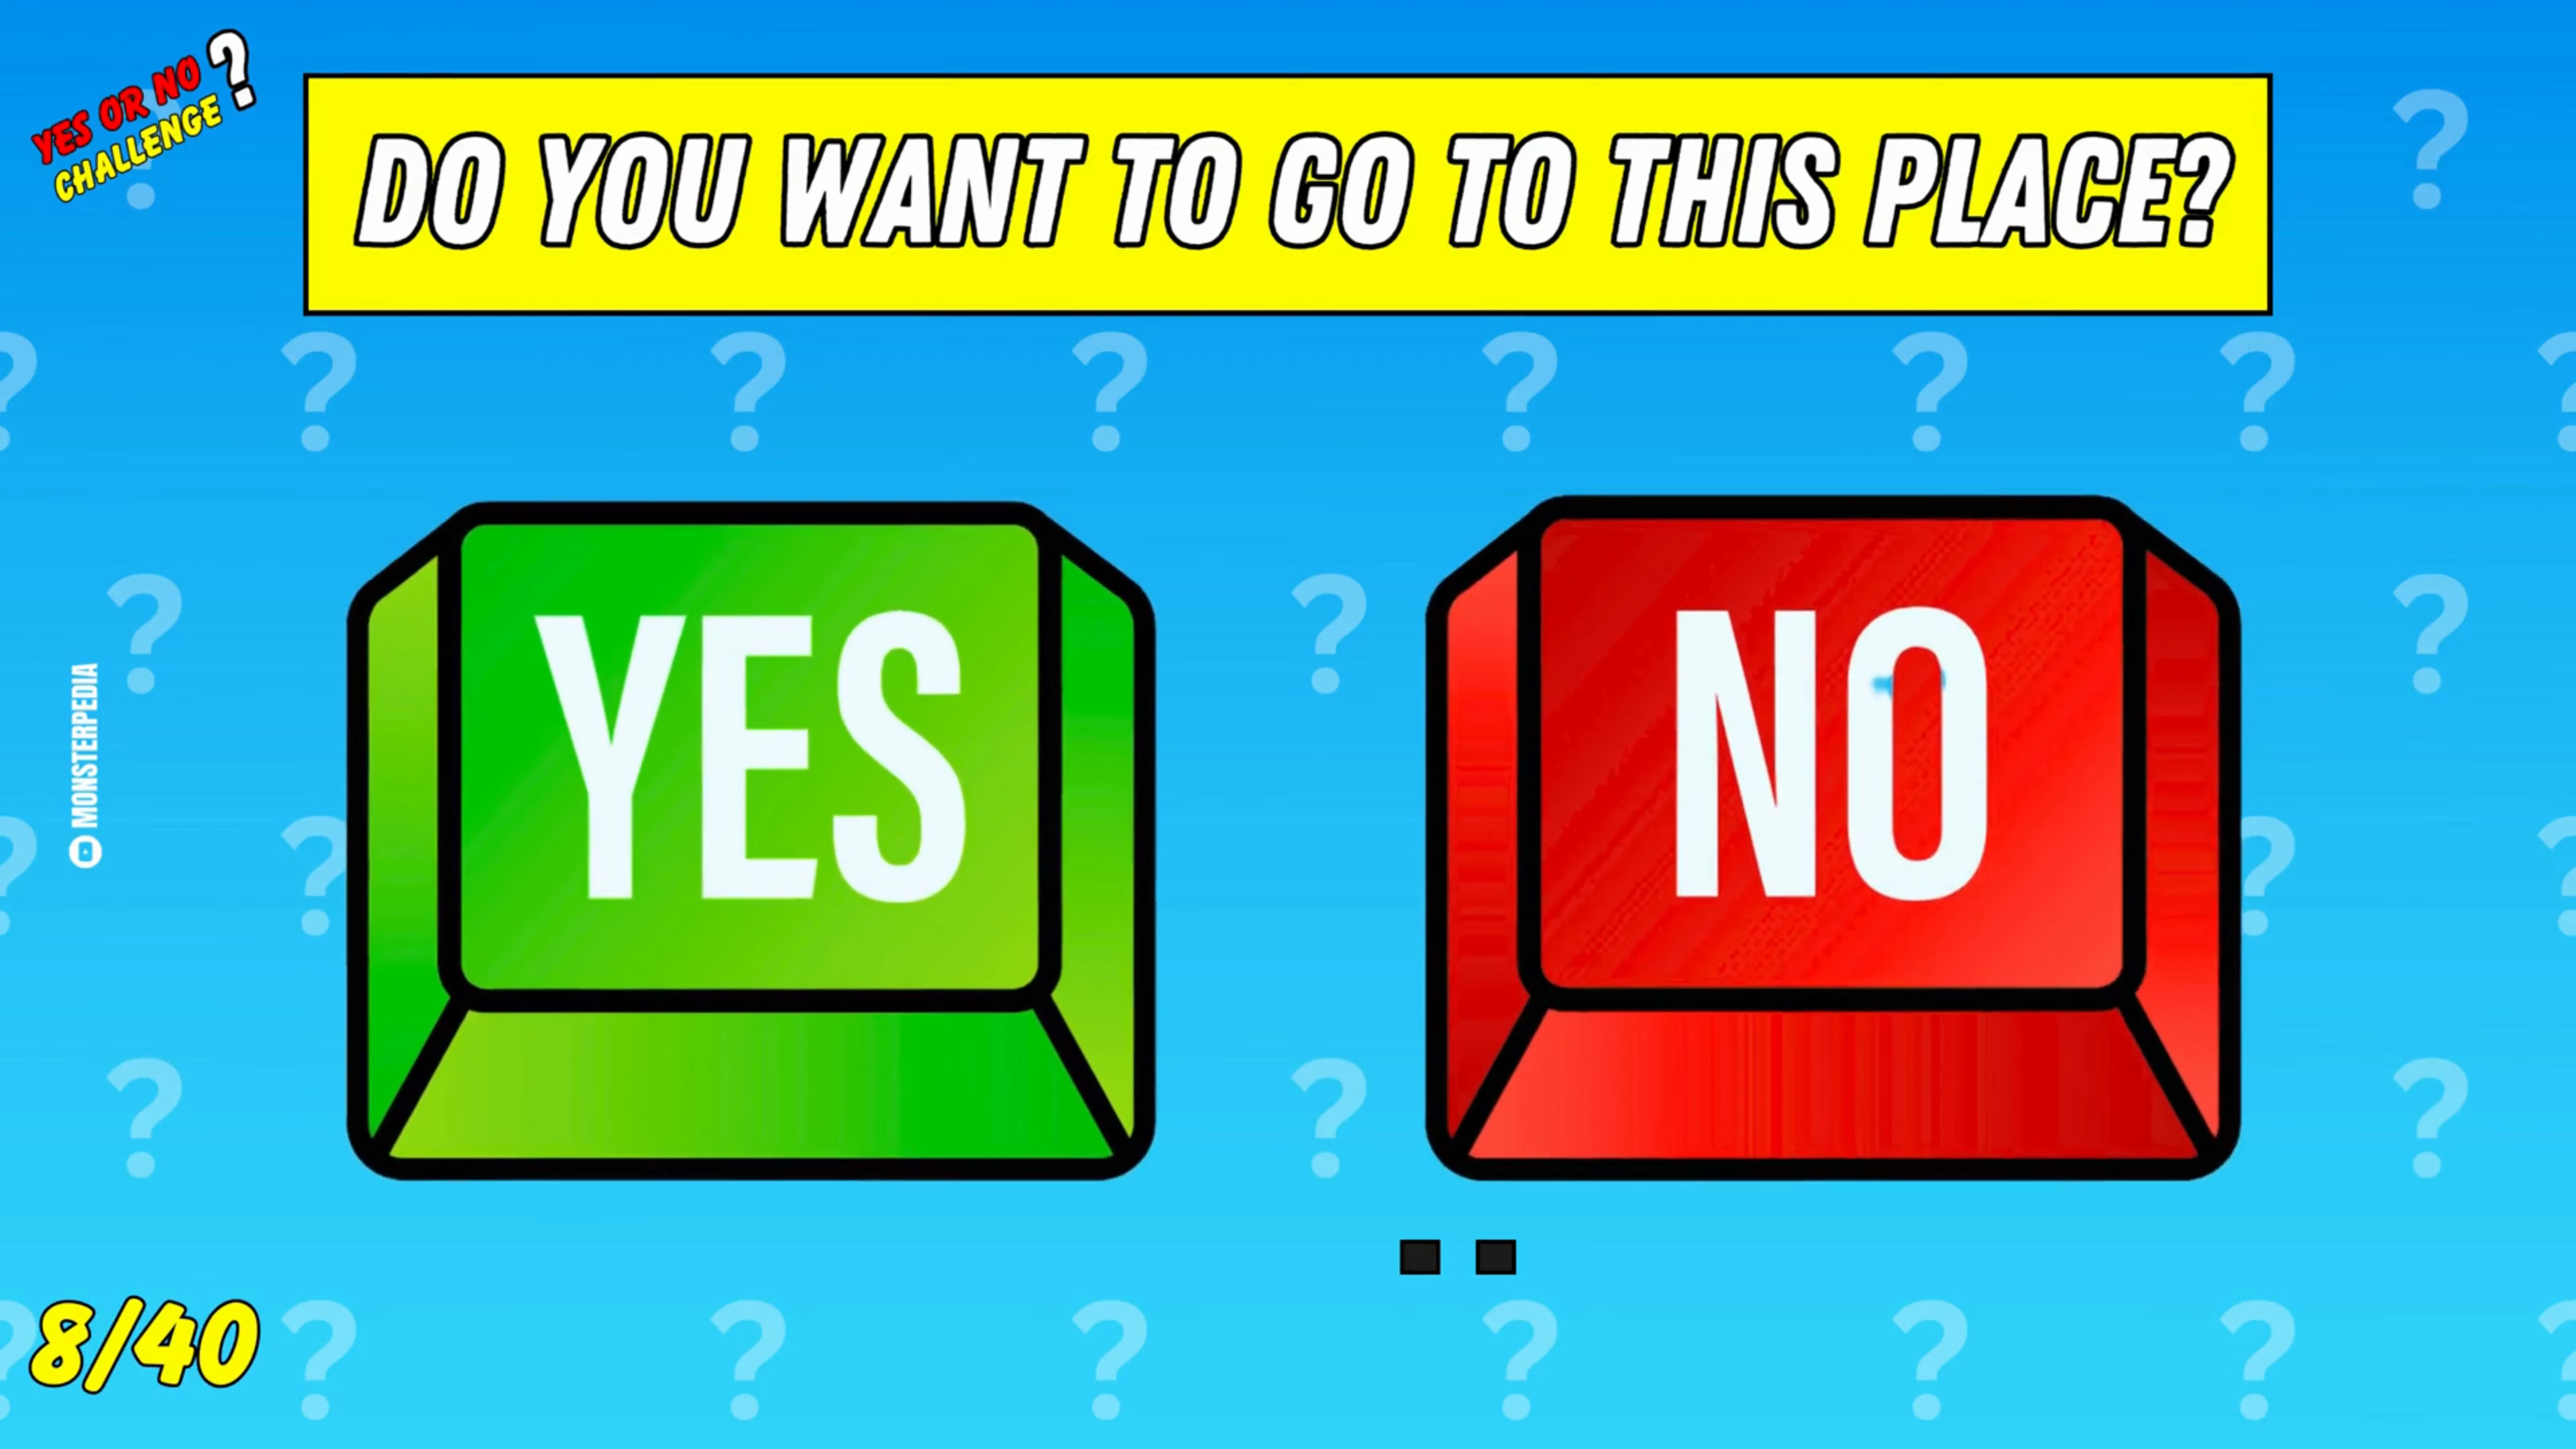 YES OR NO
CHALLENGE ?
DO YOU WANT TO GO TO THIS PLACE?
YES
NO
MONSTERPEDIA
8/40